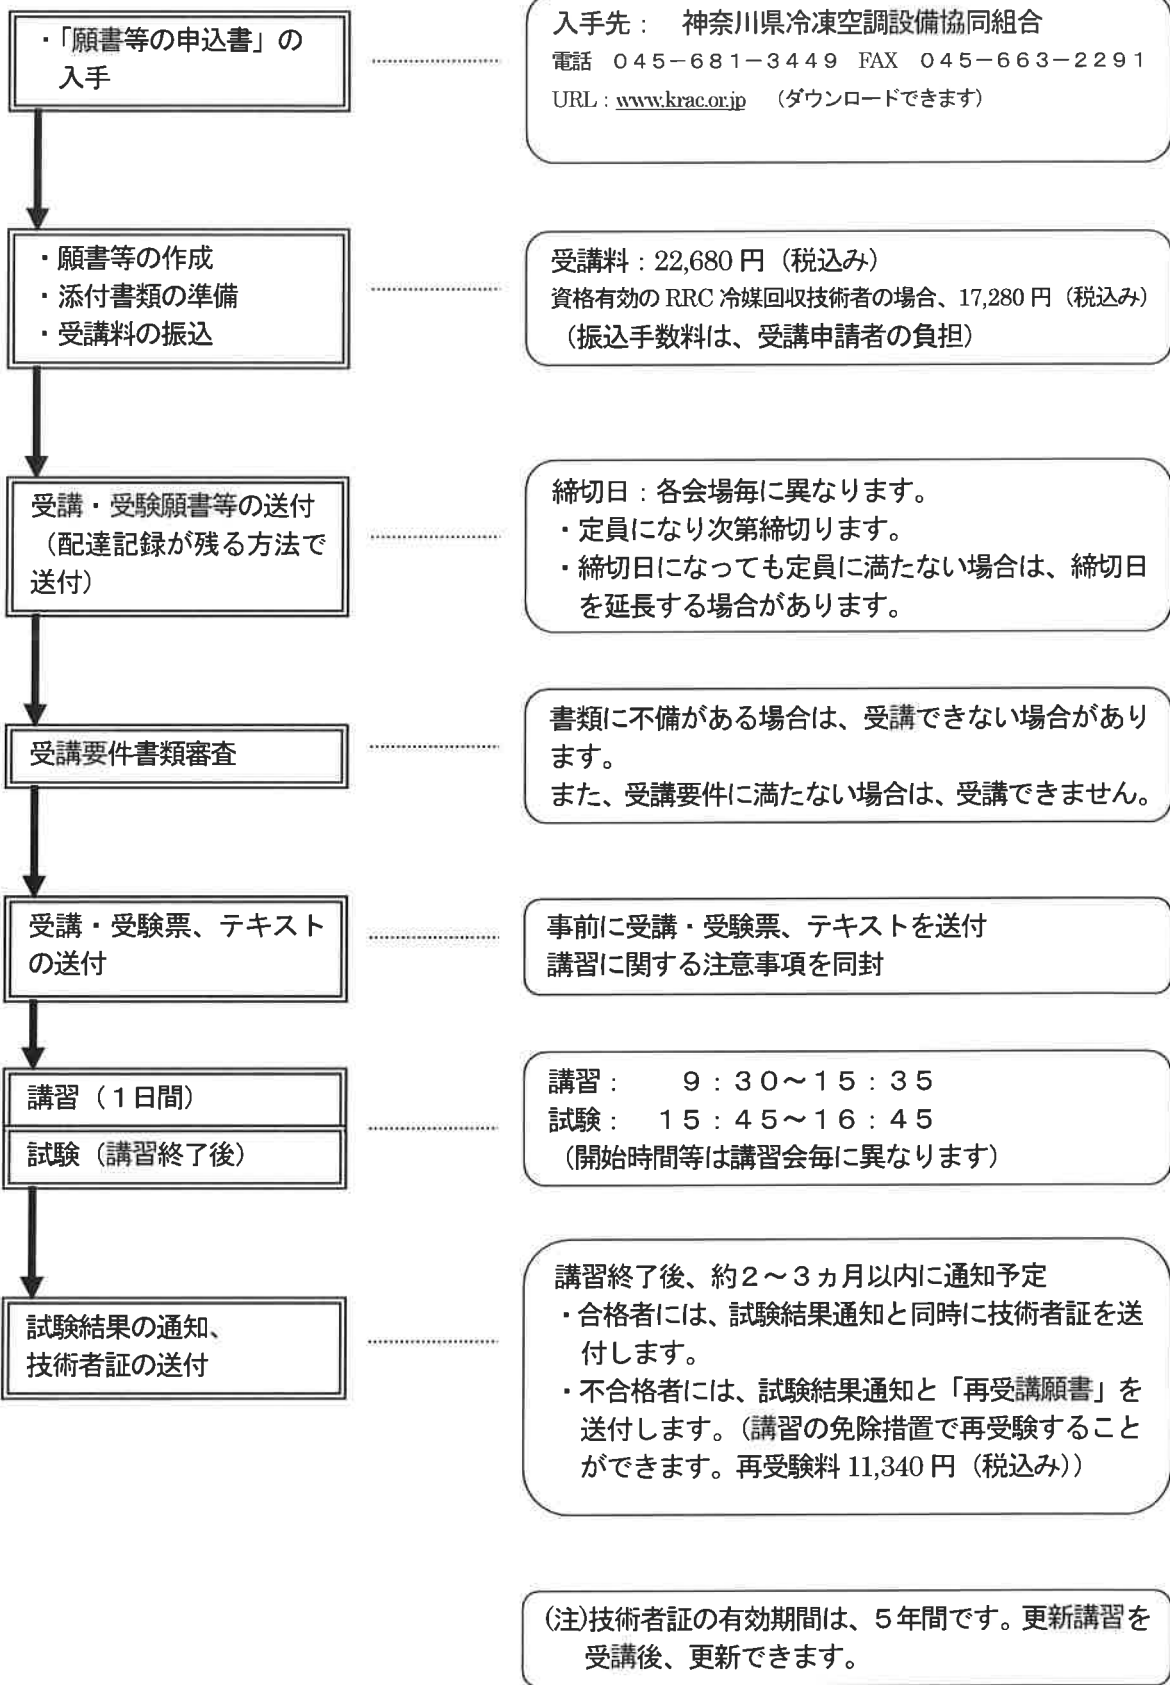 ・「願書等の申込書」の
入手
入手先：　神奈川県冷凍空調設備協同組合
電話　０４５－６８１－３４４９　FAX　０４５－６６３－２２９１
URL：www.krac.or.jp　（ダウンロードできます）
・願書等の作成
・添付書類の準備
・受講料の振込
受講料：22,680 円（税込み）
資格有効の RRC 冷媒回収技術者の場合、17,280 円（税込み）
（振込手数料は、受講申請者の負担）
受講・受験願書等の送付
（配達記録が残る方法で
送付）
締切日：各会場毎に異なります。
・定員になり次第締切ります。
・締切日になっても定員に満たない場合は、締切日
を延長する場合があります。
受講要件書類審査
書類に不備がある場合は、受講できない場合があり
ます。
また、受講要件に満たない場合は、受講できません。
受講・受験票、テキスト
の送付
事前に受講・受験票、テキストを送付
講習に関する注意事項を同封
講習（１日間）
試験（講習終了後）
講習：　　９：３０～１５：３５
試験：　１５：４５～１６：４５
（開始時間等は講習会毎に異なります）
試験結果の通知、
技術者証の送付
講習終了後、約２～３ヵ月以内に通知予定
・合格者には、試験結果通知と同時に技術者証を送
付します。
・不合格者には、試験結果通知と「再受講願書」を
送付します。（講習の免除措置で再受験すること
ができます。再受験料 11,340 円（税込み））
(注)技術者証の有効期間は、５年間です。更新講習を
受講後、更新できます。